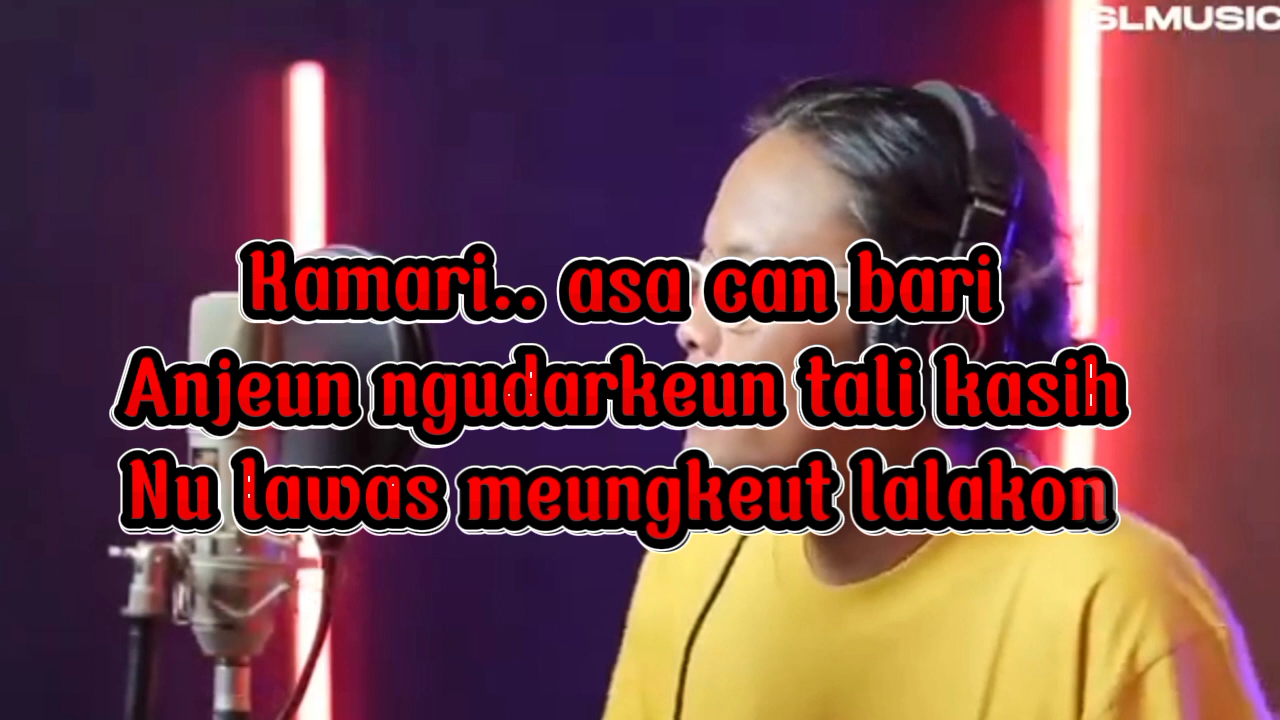 SLMUSIC
Kamari.. asa can bari
Anjeun ngudarkeun tali kasih
Nu lawas meungkeut lalakon